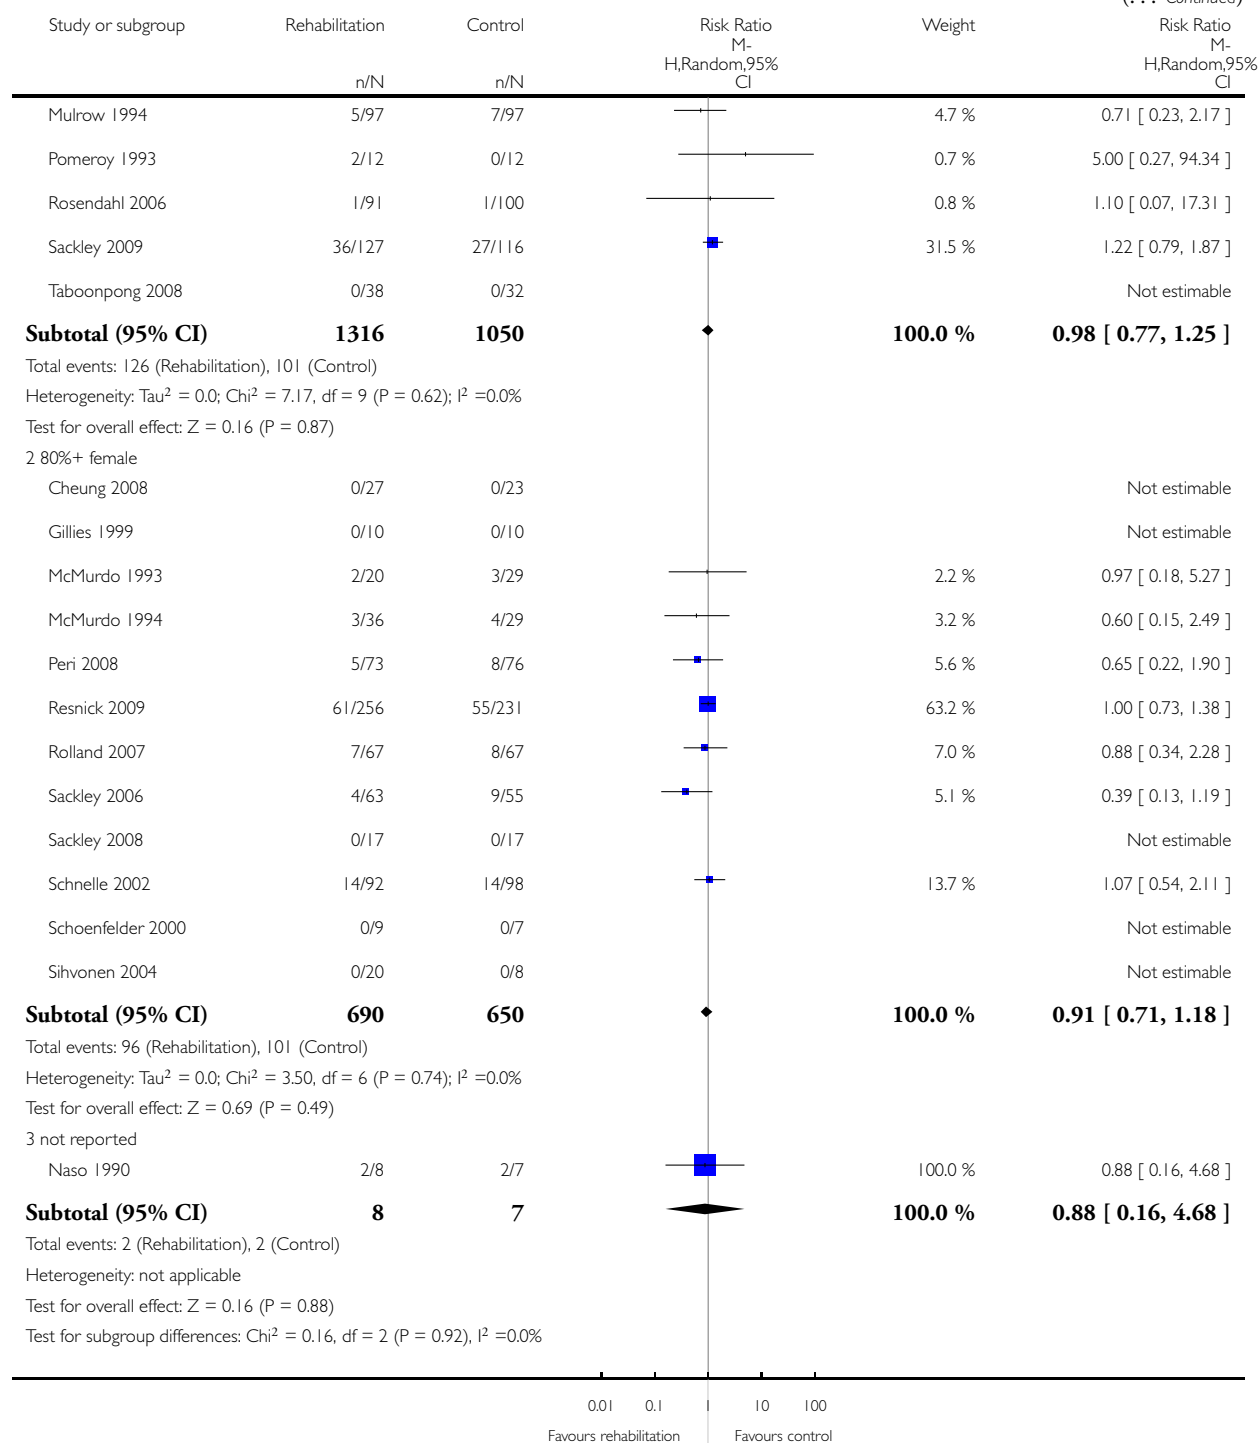 (. . . Continued)
Study or subgroup Rehabilitation Control Risk Ratio Weight Risk Ratio
M- M-
H,Random,95% H,Random,95%
n/N n/N CI CI
Mulrow 1994 5/97 7/97 4.7 % 0.71 [ 0.23, 2.17 ]
Pomeroy 1993 2/12 0/12 0.7 % 5.00 [ 0.27, 94.34 ]
Rosendahl 2006 1/91 1/100 0.8 % 1.10 [ 0.07, 17.31 ]
Sackley 2009 36/127 27/116 31.5 % 1.22 [ 0.79, 1.87 ]
Taboonpong 2008 0/38 0/32 Not estimable
Subtotal (95% CI) 1316 1050 100.0 % 0.98 [ 0.77, 1.25 ]
Total events: 126 (Rehabilitation), 101 (Control)
Heterogeneity: Tau² = 0.0; Chi² = 7.17, df = 9 (P = 0.62); I² =0.0%
Test for overall effect: Z = 0.16 (P = 0.87)
2 80%+ female
Cheung 2008 0/27 0/23 Not estimable
Gillies 1999 0/10 0/10 Not estimable
McMurdo 1993 2/20 3/29 2.2 % 0.97 [ 0.18, 5.27 ]
McMurdo 1994 3/36 4/29 3.2 % 0.60 [ 0.15, 2.49 ]
Peri 2008 5/73 8/76 5.6 % 0.65 [ 0.22, 1.90 ]
Resnick 2009 61/256 55/231 63.2 % 1.00 [ 0.73, 1.38 ]
Rolland 2007 7/67 8/67 7.0 % 0.88 [ 0.34, 2.28 ]
Sackley 2006 4/63 9/55 5.1 % 0.39 [ 0.13, 1.19 ]
Sackley 2008 0/17 0/17 Not estimable
Schnelle 2002 14/92 14/98 13.7 % 1.07 [ 0.54, 2.11 ]
Schoenfelder 2000 0/9 0/7 Not estimable
Sihvonen 2004 0/20 0/8 Not estimable
Subtotal (95% CI) 690 650 100.0 % 0.91 [ 0.71, 1.18 ]
Total events: 96 (Rehabilitation), 101 (Control)
Heterogeneity: Tau² = 0.0; Chi² = 3.50, df = 6 (P = 0.74); I² =0.0%
Test for overall effect: Z = 0.69 (P = 0.49)
3 not reported
Naso 1990 2/8 2/7 100.0 % 0.88 [ 0.16, 4.68 ]
Subtotal (95% CI) 8 7 100.0 % 0.88 [ 0.16, 4.68 ]
Total events: 2 (Rehabilitation), 2 (Control)
Heterogeneity: not applicable
Test for overall effect: Z = 0.16 (P = 0.88)
Test for subgroup differences: Chi² = 0.16, df = 2 (P = 0.92), I² =0.0%
0.01 0.1 1 10 100
Favours rehabilitation Favours control